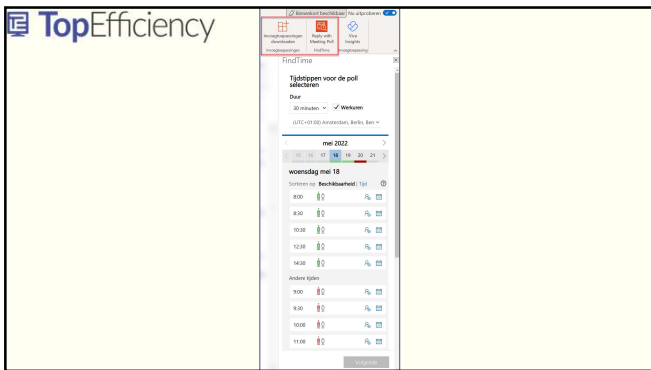 TopEfficiency
Binnenkort beschikbaar Nu uitproberen
Invoegtoepassingen downloaden
Reply with Meeting Poll
Viva Insights
Invoegtoepassingen FindTime Invoegtoepassing
FindTime
Tijdstippen voor de poll
selecteren
Duur
30 minuten Werkuren
(UTC+01:00) Amsterdam, Berlin, Ber
mei 2022
15 16 17 18 19 20 21
woensdag mei 18
Sorteren op Beschikbaarheid | Tijd
8:00
8:30
10:30
12:30
14:30
Andere tijden
9:00
9:30
10:00
11:00
Volgende